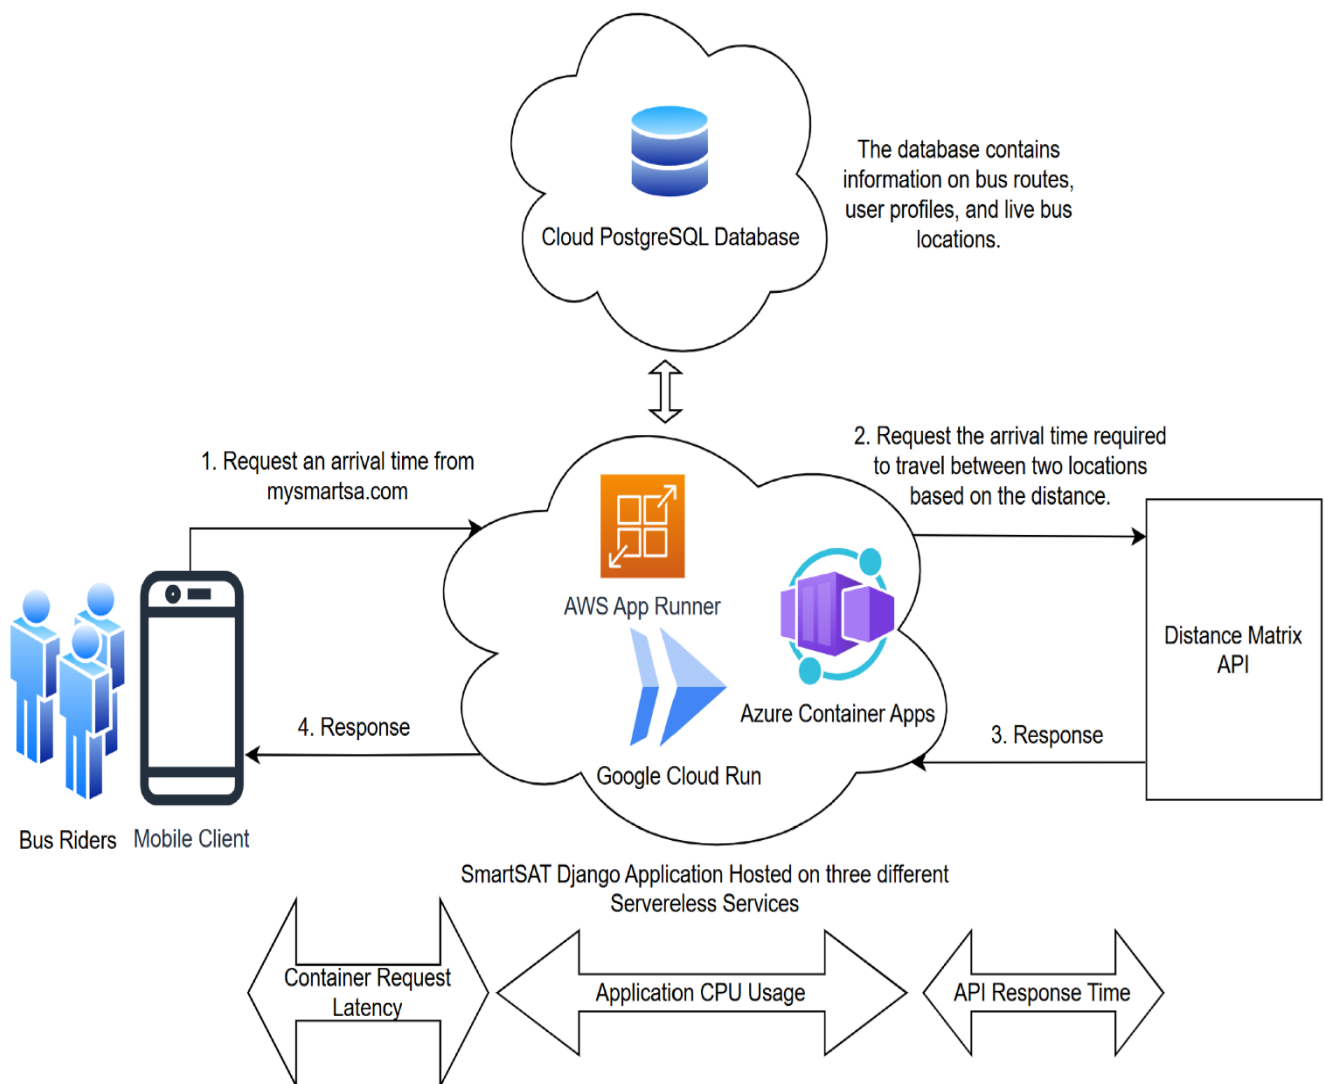 Cloud PostgreSQL Database
The database contains
information on bus routes,
user profiles, and live bus
locations.
1. Request an arrival time from
mysmartsa.com
2. Request the arrival time required
to travel between two locations
based on the distance.
AWS App Runner
Azure Container Apps
Google Cloud Run
Distance Matrix
API
4. Response
3. Response
Bus Riders
Mobile Client
SmartSAT Django Application Hosted on three different
Servereless Services
Container Request
Latency
Application CPU Usage
API Response Time